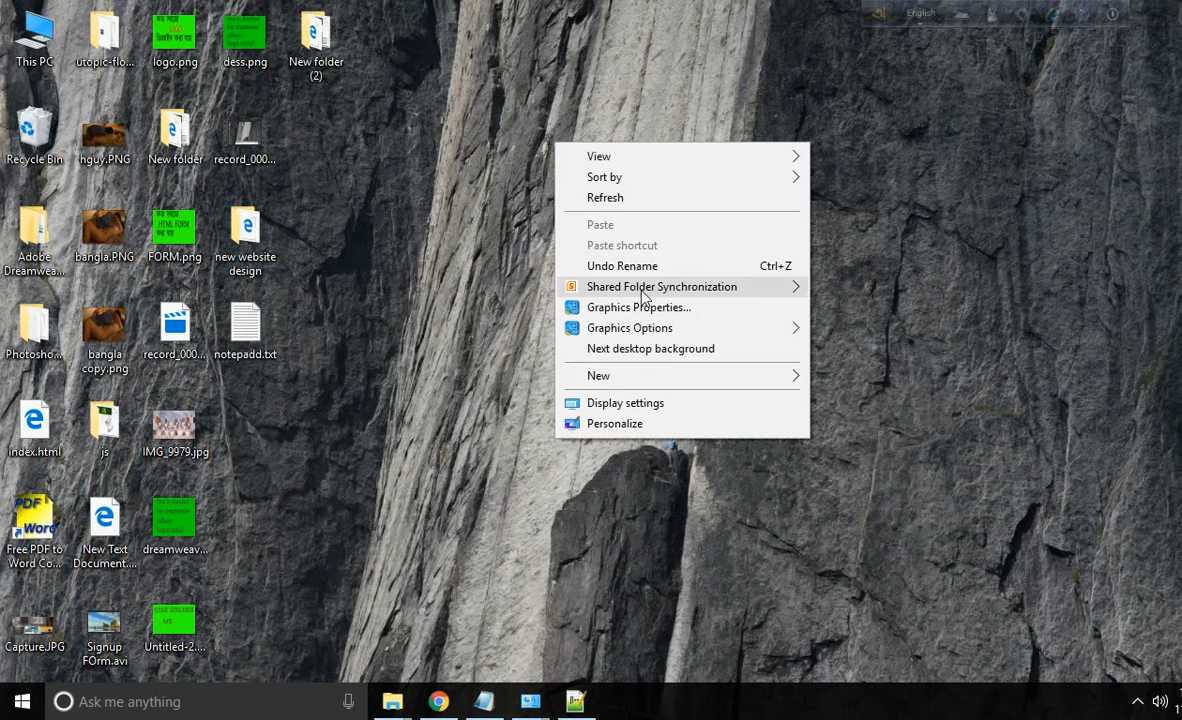 This PC
utopic-flo...
logo.png
dess.png
New folder
(2)
English
Recycle Bin
hguy.PNG
New folder
record_000...
Adobe
Dreamwea...
bangla.PNG
FORM.png
new website
design
Photosho...
bangla
copy.png
record_000...
notepadd.txt
index.html
js
IMG_9979.jpg
Free PDF to
Word Co...
New Text
Document....
dreamweav...
Capture.JPG
Signup
FOrm.avi
Untitled-2....
PDF
Word
HTML FORM
View
Sort by
Refresh
Paste
Paste shortcut
Undo Rename Ctrl+Z
Shared Folder Synchronization
Graphics Properties...
Graphics Options
Next desktop background
New
Display settings
Personalize
Ask me anything